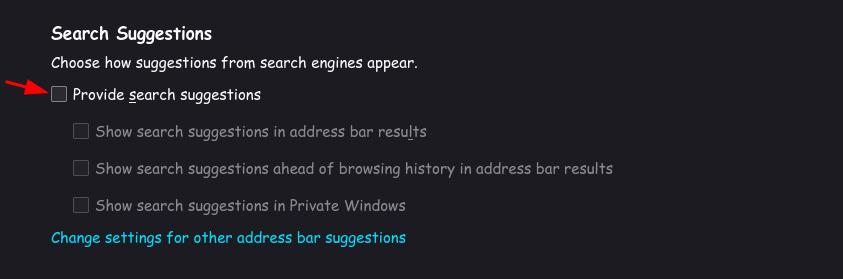 Search Suggestions
Choose how suggestions from search engines appear.
Provide search suggestions
Show search suggestions in address bar results
Show search suggestions ahead of browsing history in address bar results
Show search suggestions in Private Windows
Change settings for other address bar suggestions